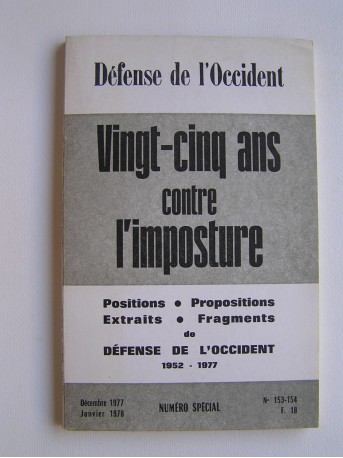 Défense de l'Occident
Vingt-cinq ans
contre
l'imposture
Positions • Propositions
Extraits • Fragments
de
DÉFENSE DE L'OCCIDENT
1952 - 1977
Décembre 1977
Janvier 1978
NUMÉRO SPÉCIAL
N° 153-154
F. 18